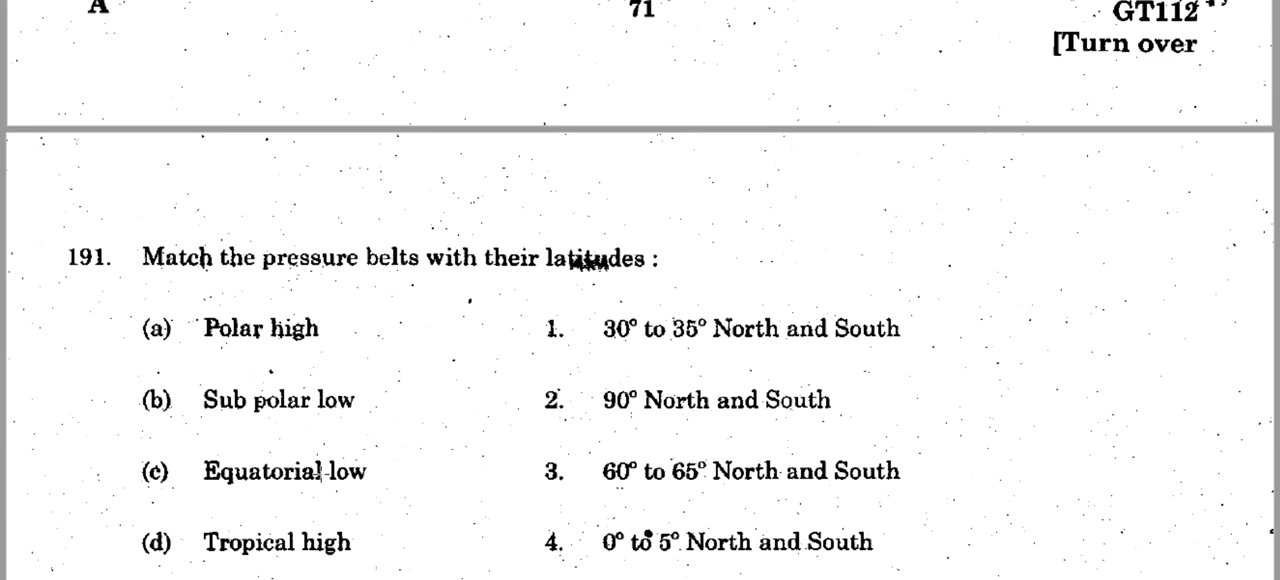 A 71 GT112
[Turn over
191. Match the pressure belts with their latitudes :
(a) Polar high 1. 30° to 35° North and South
(b) Sub polar low 2. 90° North and South
(c) Equatorial low 3. 60° to 65° North and South
(d) Tropical high 4. 0° to 5° North and South